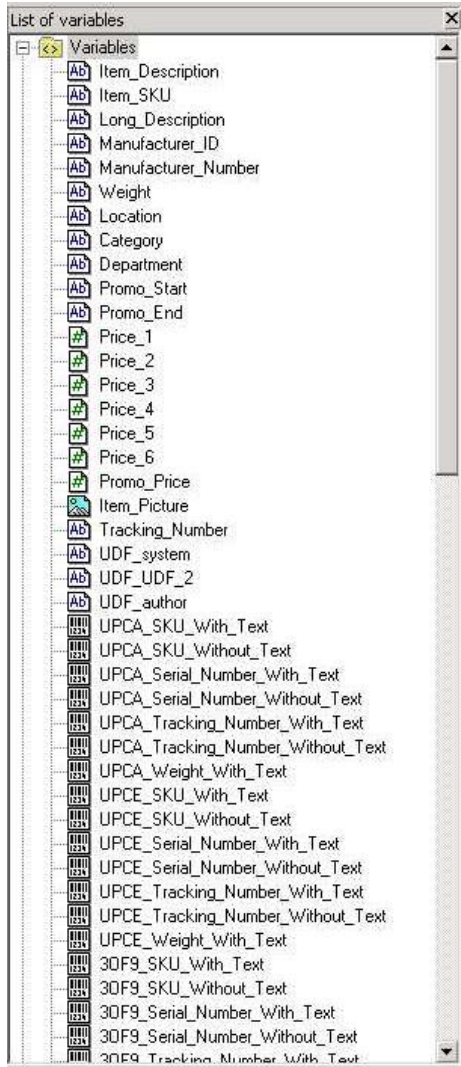 List of variables
Variables
Item_Description
Item_SKU
Long_Description
Manufacturer_ID
Manufacturer_Number
Weight
Location
Category
Department
Promo_Start
Promo_End
Price_1
Price_2
Price_3
Price_4
Price_5
Price_6
Promo_Price
Item_Picture
Tracking_Number
UDF_system
UDF_UDF_2
UDF_author
UPCA_SKU_With_Text
UPCA_SKU_Without_Text
UPCA_Serial_Number_With_Text
UPCA_Serial_Number_Without_Text
UPCA_Tracking_Number_With_Text
UPCA_Tracking_Number_Without_Text
UPCA_Weight_With_Text
UPCE_SKU_With_Text
UPCE_SKU_Without_Text
UPCE_Serial_Number_With_Text
UPCE_Serial_Number_Without_Text
UPCE_Tracking_Number_With_Text
UPCE_Tracking_Number_Without_Text
UPCE_Weight_With_Text
3OF9_SKU_With_Text
3OF9_SKU_Without_Text
3OF9_Serial_Number_With_Text
3OF9_Serial_Number_Without_Text
3OF9_Tracking_Number_With_Text